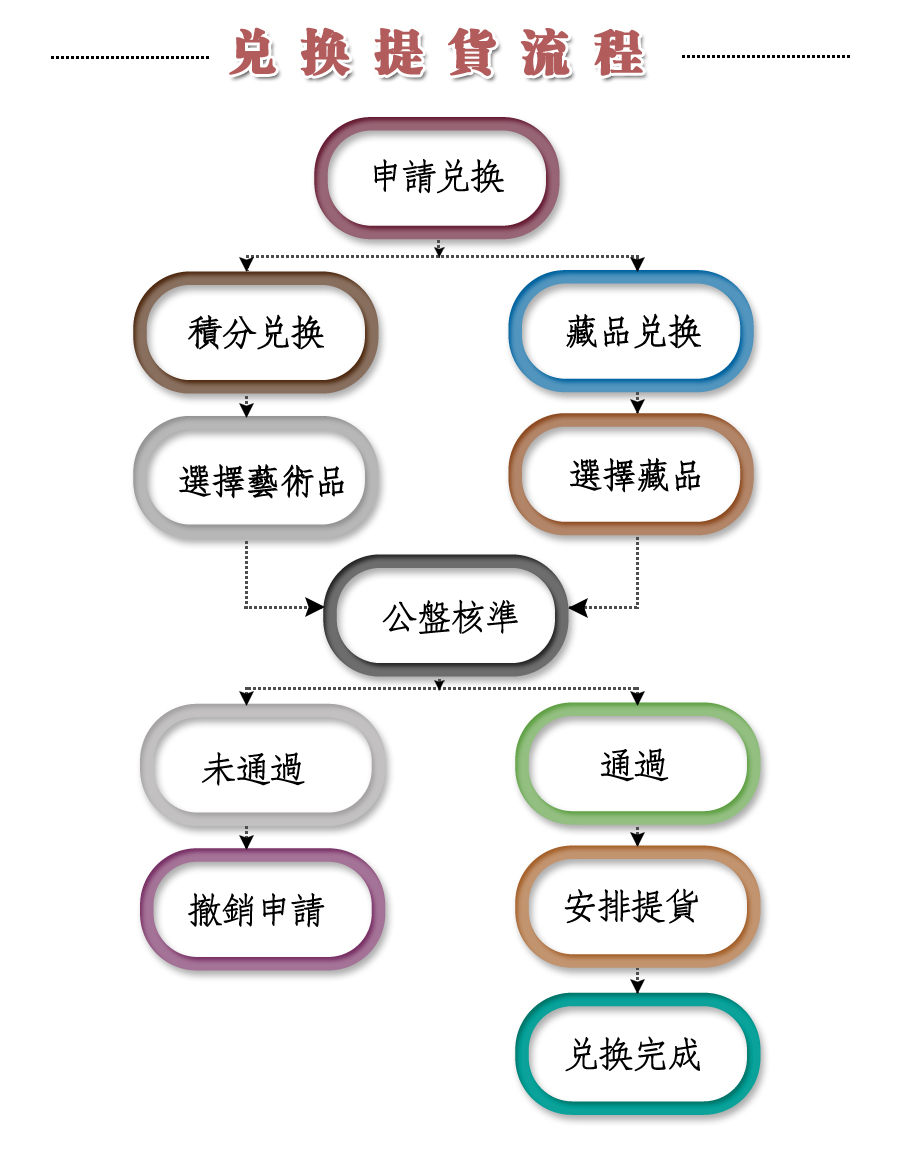 兑换提貨流程
申請兑换
積分兑换
藏品兑换
選擇藝術品
選擇藏品
公盤核準
未通過
通過
撤銷申請
安排提貨
兑换完成